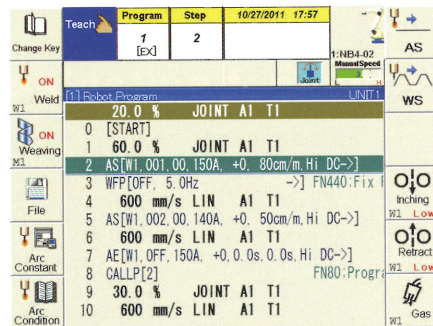 Teach
Program
Step
10/27/2011 17:57
1
[EX]
2
Change Key
1:NB4-02
AS
Manual Speed
H
Joint
ON
Weld
W1
WS
[1] Robot Program UNIT1
20.0 % JOINT A1 T1
ON
Weaving
M1
0 [START]
1 60.0 % JOINT A1 T1
2 AS[W1,001,00,150A, +0, 80cm/m,Hi DC->]
3 WFP[OFF, 5.0Hz ->] FN440:Fix
4 600 mm/s LIN A1 T1
5 AS[W1,002,00,140A, +0, 50cm/m,Hi DC->]
6 600 mm/s LIN A1 T1
7 AE[W1,OFF,150A, +0,0.0s,0.0s,Hi DC->]
8 CALLP[2] FN80:Progra
9 30.0 % JOINT A1 T1
10 600 mm/s LIN A1 T1
File
Arc
Constant
Arc
Condition
Inching
W1 Low
Retract
W1 Low
Gas
W1